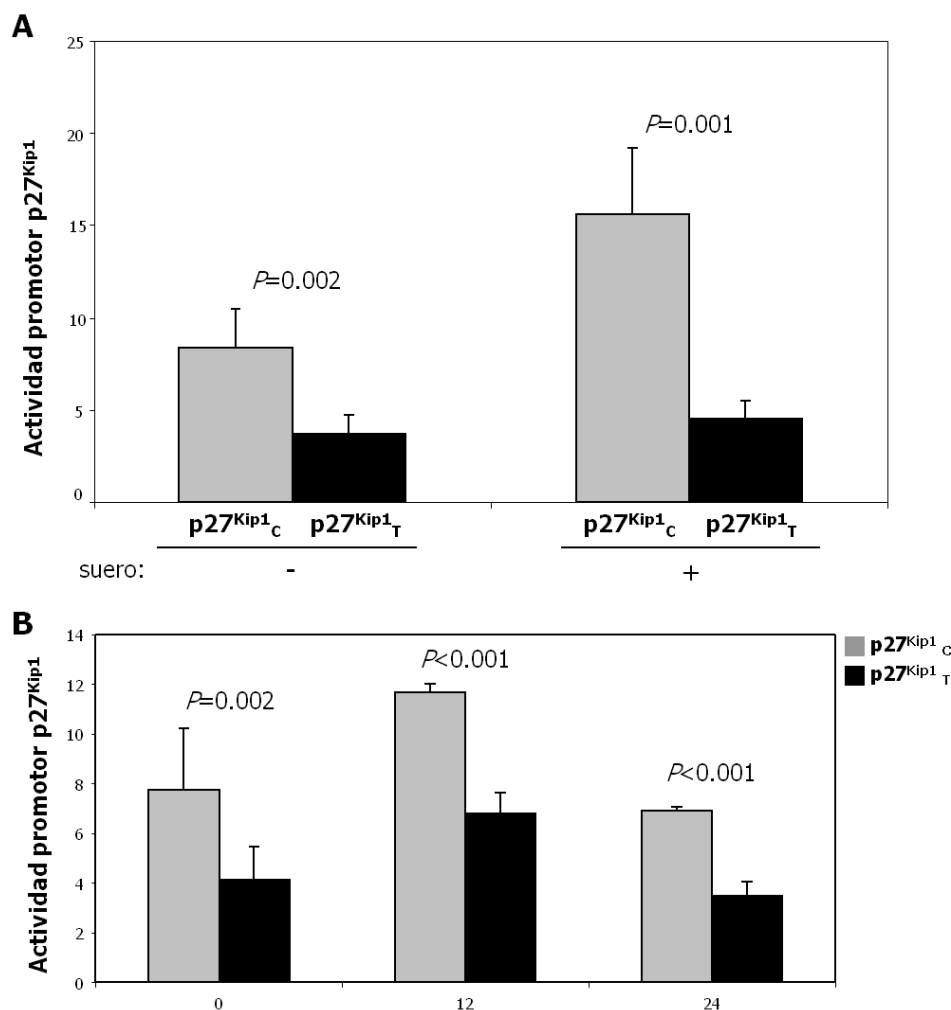 A
Actividad promotor p27Kip1
25
20
15
10
5
0
P=0.002
P=0.001
p27Kip1C p27Kip1T p27Kip1C p27Kip1T
suero: - +
B
Actividad promotor p27Kip1
14
12
10
8
6
4
2
0
P=0.002
P<0.001
P<0.001
p27Kip1 C
p27Kip1 T
0 12 24